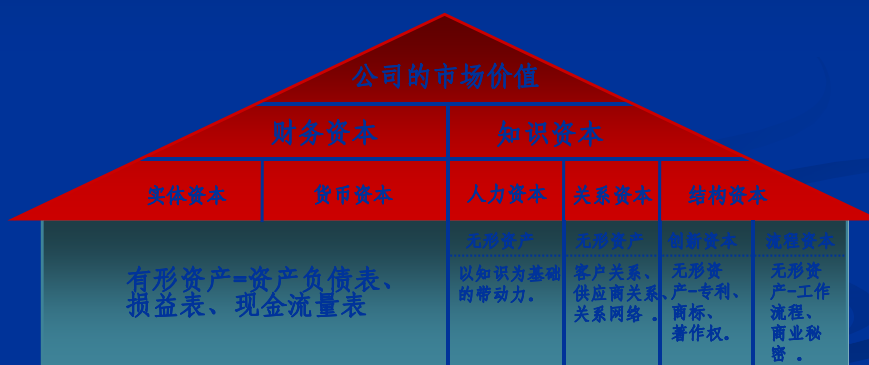 公司的市场价值
财务资本
知识资本
实体资本
货币资本
人力资本
关系资本
结构资本
有形资产=资产负债表、
损益表、现金流量表
无形资产
以知识为基础
的带动力。
无形资产
客户关系、
供应商关系、
关系网络 。
创新资本
无形资
产-专利、
商标、
著作权。
流程资本
无形资
产-工作
流程、
商业秘
密 。